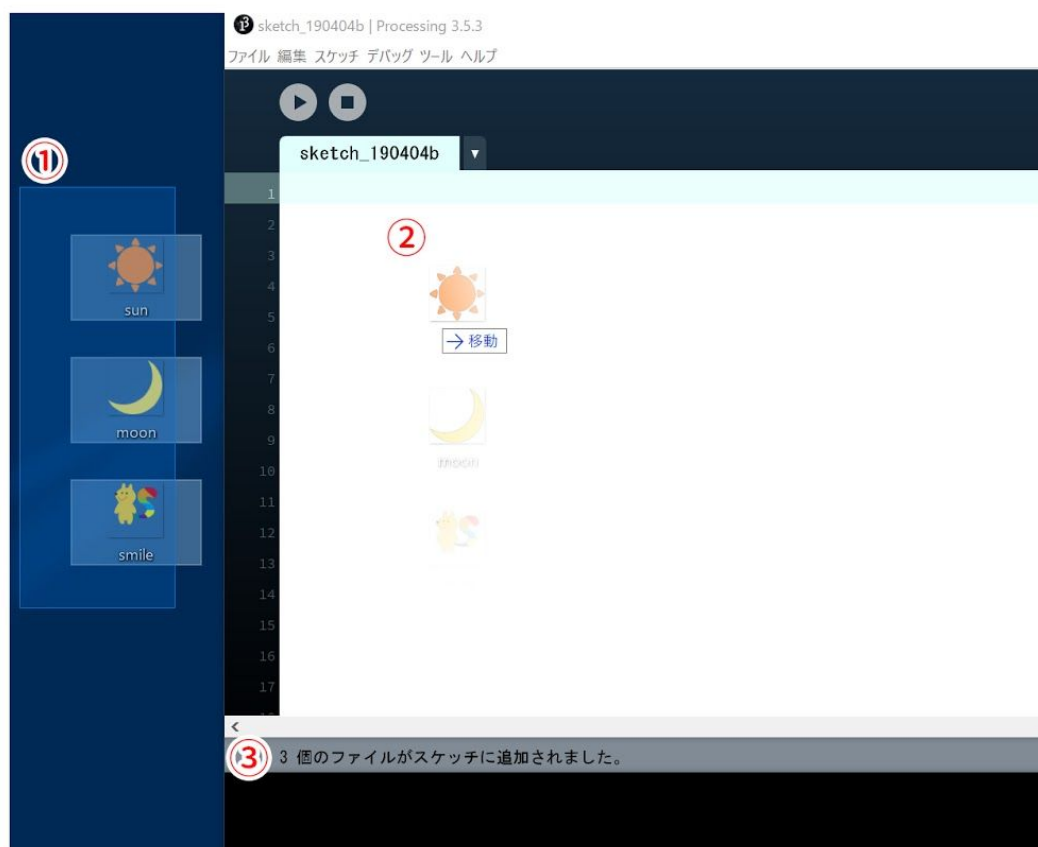 sketch_190404b | Processing 3.5.3
ファイル 編集 スケッチ デバッグ ツール ヘルプ
sketch_190404b ▼
①
1
2
②
3
4
sun
5
→移動
6
7
8
moon
9
moon
10
11
12
smile
13
14
15
16
17
③
3 個のファイルがスケッチに追加されました。